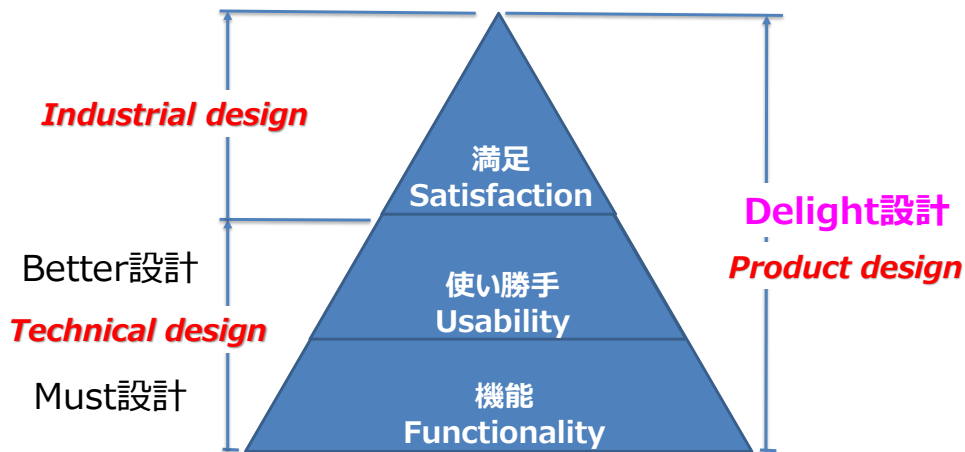 Industrial design
満足
Satisfaction
Delight設計
Product design
Better設計
使い勝手
Usability
Technical design
Must設計
機能
Functionality